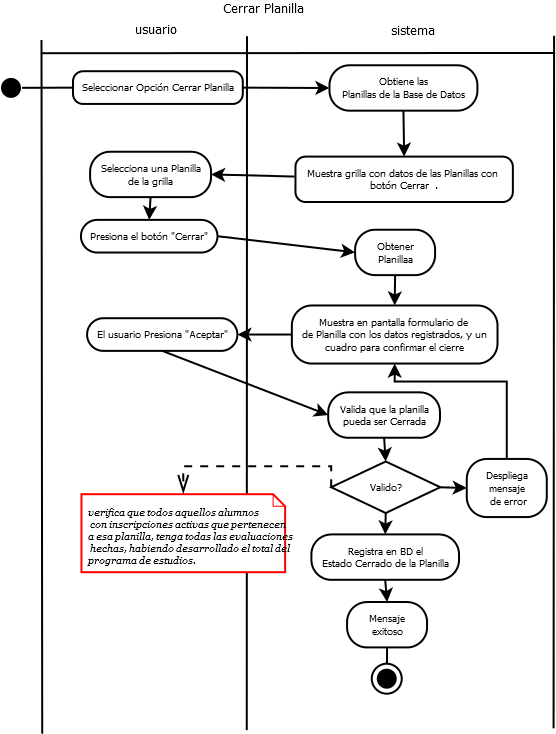 Cerrar Planilla
usuario
sistema
Seleccionar Opción Cerrar Planilla
Obtiene las
Planillas de la Base de Datos
Muestra grilla con datos de las Planillas con
botón Cerrar .
Selecciona una Planilla
de la grilla
Presiona el botón "Cerrar"
Obtener
Planillaa
Muestra en pantalla formulario de
de Planilla con los datos registrados, y un
cuadro para confirmar el cierre
El usuario Presiona "Aceptar"
Valida que la planilla
pueda ser Cerrada
Valido?
Despliega
mensaje
de error
verifica que todos aquellos alumnos
con inscripciones activas que pertenecen
a esa planilla, tenga todas las evaluaciones
hechas, habiendo desarrollado el total del
programa de estudios.
Registra en BD el
Estado Cerrado de la Planilla
Mensaje
exitoso